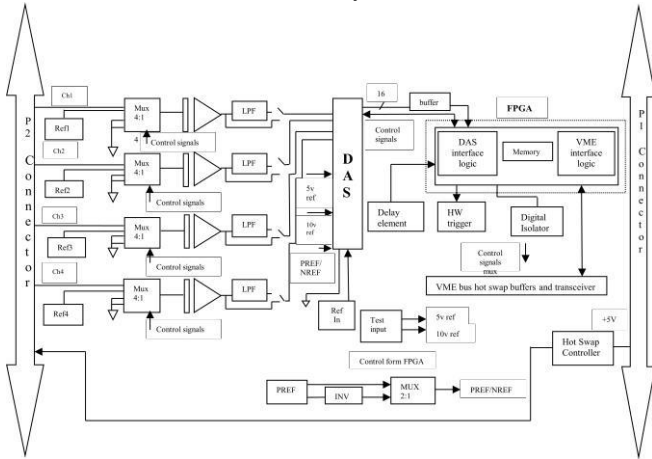 P2 Connector
Ch1
Ref1
Mux
4:1
4
Control signals
LPF
Ch2
Ref2
Mux
4:1
Control signals
LPF
Ch3
Ref3
Mux
4:1
Control signals
LPF
Ch4
Ref4
Mux
4:1
Control signals
LPF
DAS
5v
ref
10v
ref
PREF/
NREF
Ref
In
16
buffer
Control
signals
FPGA
DAS
interface
logic
Memory
VME
interface
logic
Delay
element
HW
trigger
Digital
Isolator
Control
signals
mux
VME bus hot swap buffers and transceiver
Test
input
5v ref
10v ref
+5V
Hot Swap
Controller
Control form FPGA
PREF
INV
MUX
2:1
PREF/NREF
P1 Connector